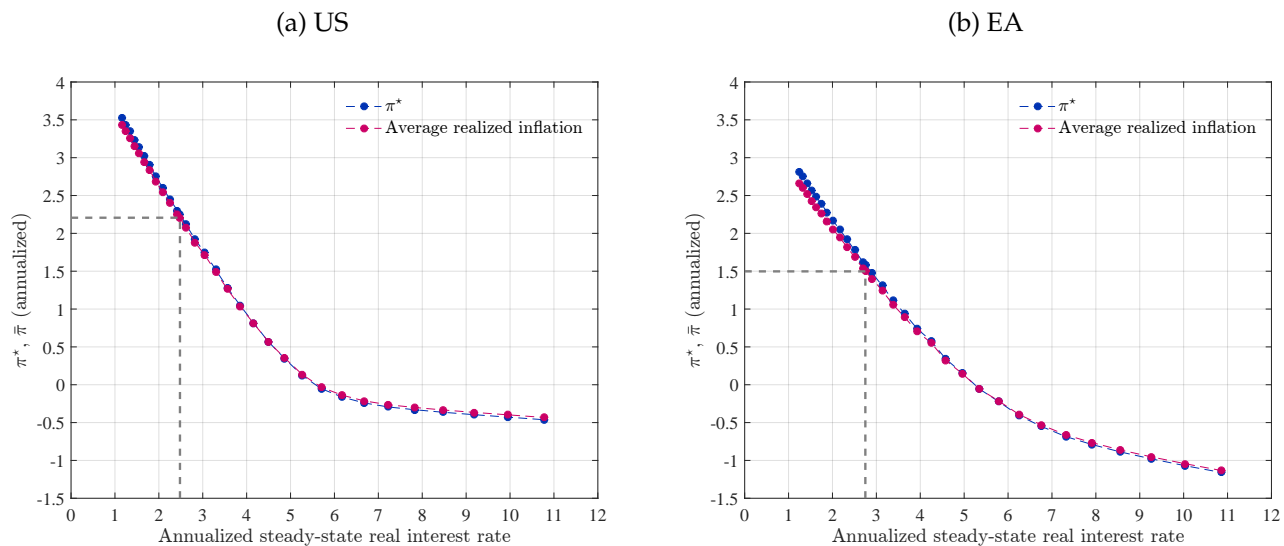 (a) US
4
3.5
3
2.5
2
1.5
1
0.5
0
-0.5
-1
-1.5
π⋆, π̄ (annualized)
π⋆
Average realized inflation
0 1 2 3 4 5 6 7 8 9 10 11 12
Annualized steady-state real interest rate
(b) EA
4
3.5
3
2.5
2
1.5
1
0.5
0
-0.5
-1
-1.5
π⋆, π̄ (annualized)
π⋆
Average realized inflation
0 1 2 3 4 5 6 7 8 9 10 11 12
Annualized steady-state real interest rate